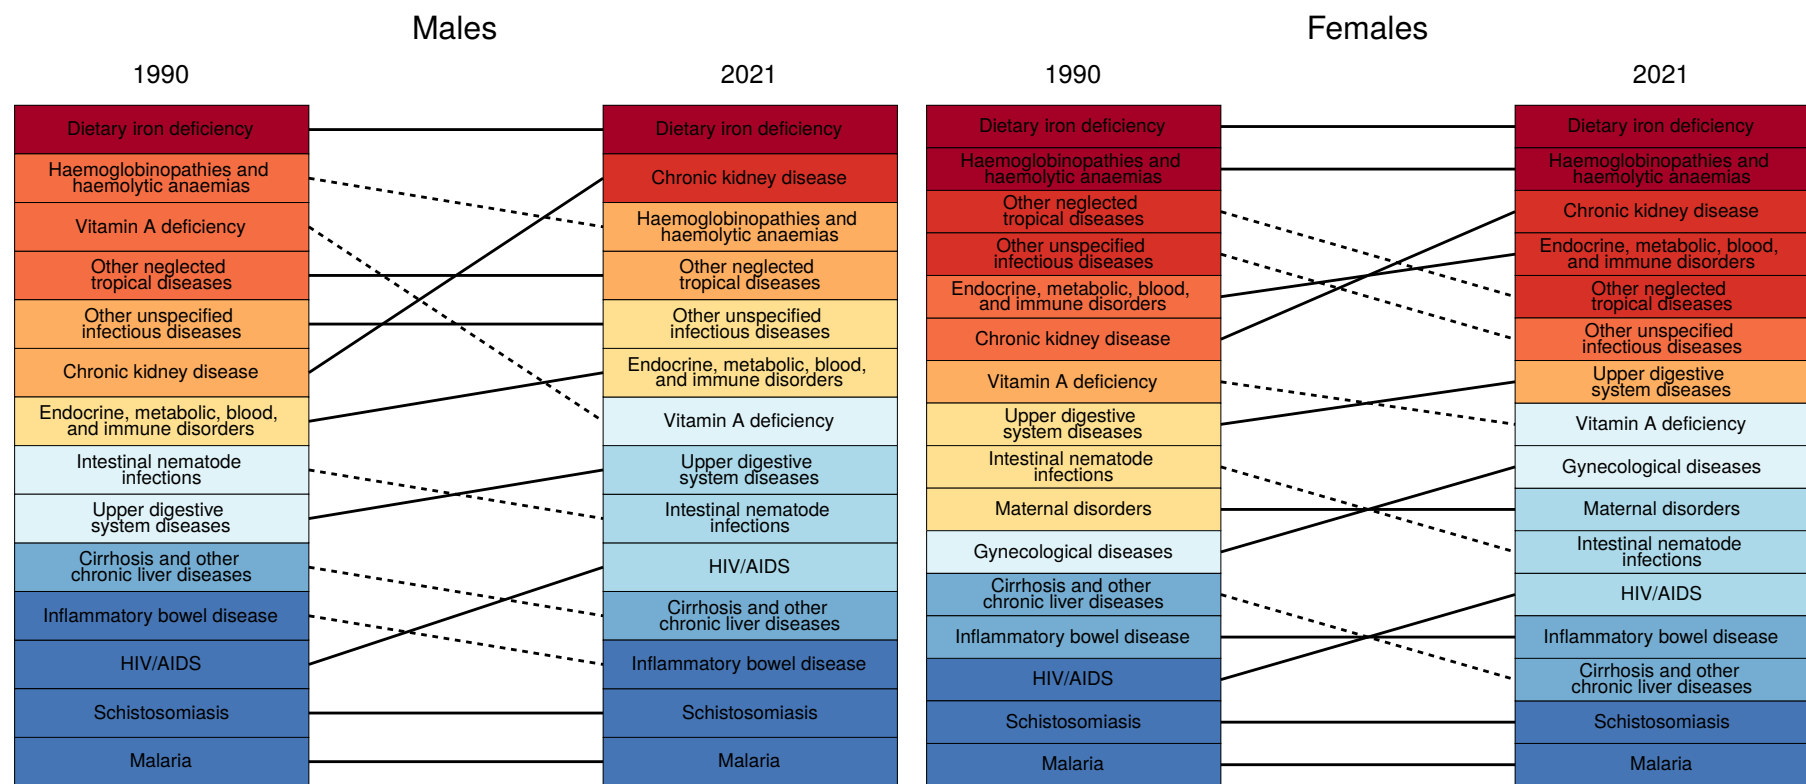 Males
1990
2021
Dietary iron deficiency
Haemoglobinopathies and
haemolytic anaemias
Vitamin A deficiency
Other neglected
tropical diseases
Other unspecified
infectious diseases
Chronic kidney disease
Endocrine, metabolic, blood,
and immune disorders
Intestinal nematode
infections
Upper digestive
system diseases
Cirrhosis and other
chronic liver diseases
Inflammatory bowel disease
HIV/AIDS
Schistosomiasis
Malaria
Dietary iron deficiency
Chronic kidney disease
Haemoglobinopathies and
haemolytic anaemias
Other neglected
tropical diseases
Other unspecified
infectious diseases
Endocrine, metabolic, blood,
and immune disorders
Vitamin A deficiency
Upper digestive
system diseases
Intestinal nematode
infections
HIV/AIDS
Cirrhosis and other
chronic liver diseases
Inflammatory bowel disease
Schistosomiasis
Malaria
Females
1990
2021
Dietary iron deficiency
Haemoglobinopathies and
haemolytic anaemias
Other neglected
tropical diseases
Other unspecified
infectious diseases
Endocrine, metabolic, blood,
and immune disorders
Chronic kidney disease
Vitamin A deficiency
Upper digestive
system diseases
Intestinal nematode
infections
Maternal disorders
Gynecological diseases
Cirrhosis and other
chronic liver diseases
Inflammatory bowel disease
HIV/AIDS
Schistosomiasis
Malaria
Dietary iron deficiency
Haemoglobinopathies and
haemolytic anaemias
Chronic kidney disease
Endocrine, metabolic, blood,
and immune disorders
Other neglected
tropical diseases
Other unspecified
infectious diseases
Upper digestive
system diseases
Vitamin A deficiency
Gynecological diseases
Maternal disorders
Intestinal nematode
infections
HIV/AIDS
Inflammatory bowel disease
Cirrhosis and other
chronic liver diseases
Schistosomiasis
Malaria